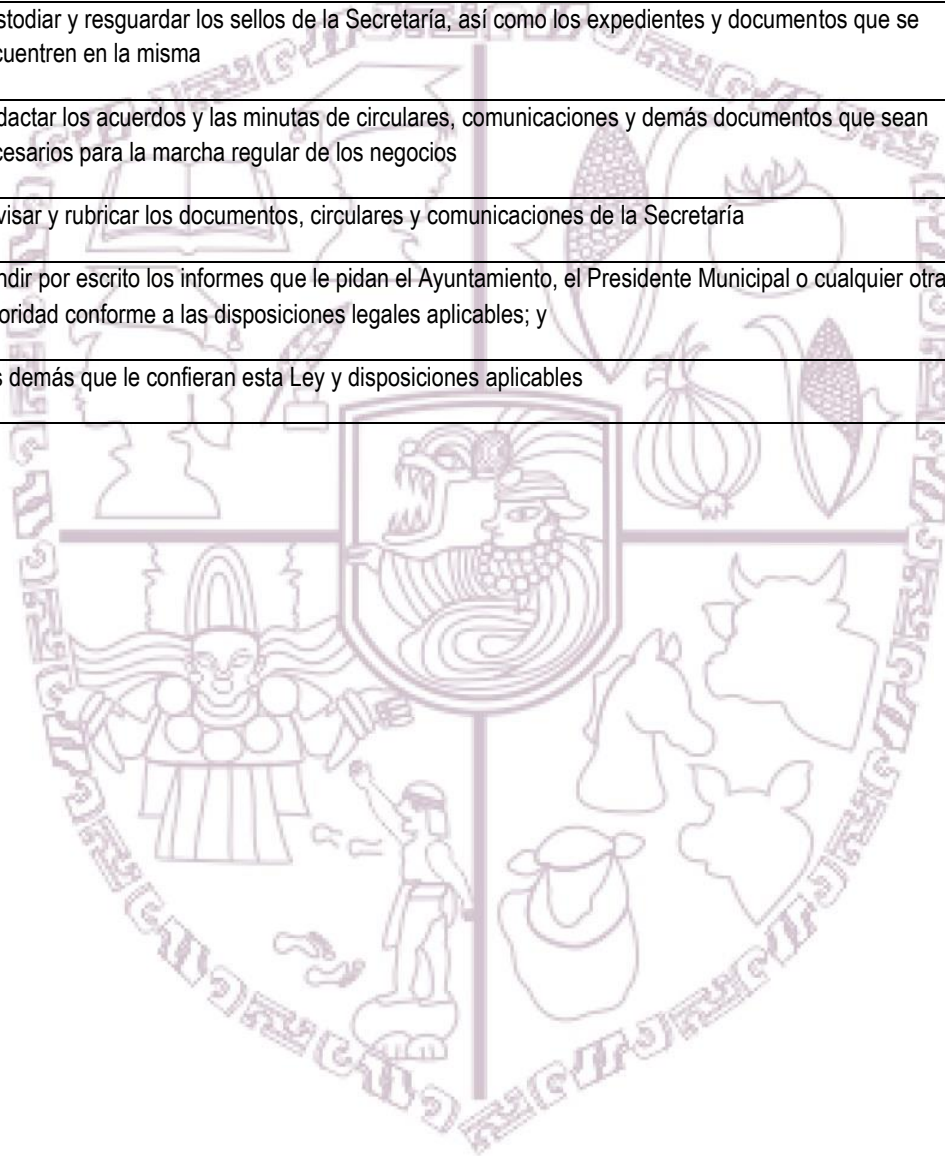 stodiar y resguardar los sellos de la Secretaría, así como los expedientes y documentos que se
cuentren en la misma
dactar los acuerdos y las minutas de circulares, comunicaciones y demás documentos que sean
cesarios para la marcha regular de los negocios
visar y rubricar los documentos, circulares y comunicaciones de la Secretaría
ndir por escrito los informes que le pidan el Ayuntamiento, el Presidente Municipal o cualquier otra
oridad conforme a las disposiciones legales aplicables; y
s demás que le confieran esta Ley y disposiciones aplicables